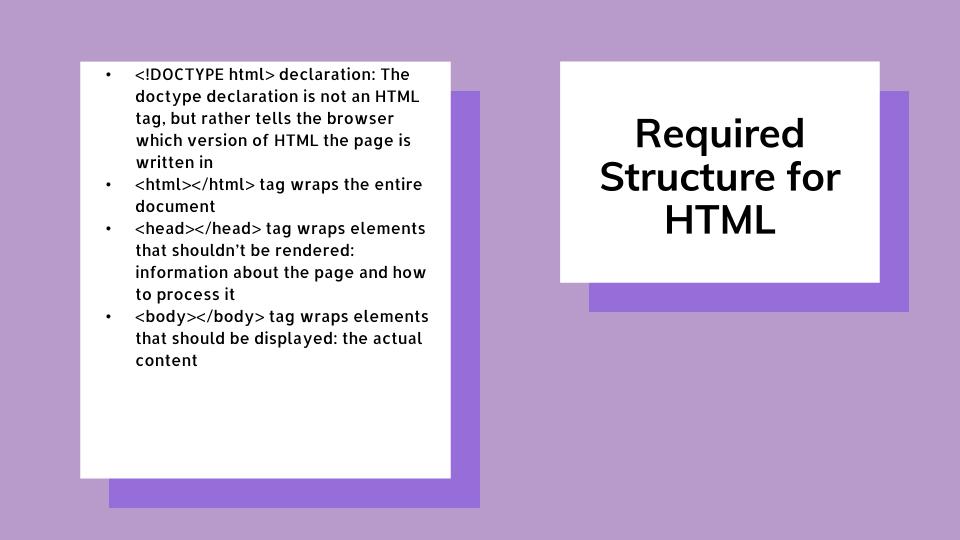 • <!DOCTYPE html> declaration: The
doctype declaration is not an HTML
tag, but rather tells the browser
which version of HTML the page is
written in
• <html></html> tag wraps the entire
document
• <head></head> tag wraps elements
that shouldn’t be rendered:
information about the page and how
to process it
• <body></body> tag wraps elements
that should be displayed: the actual
content
Required
Structure for
HTML